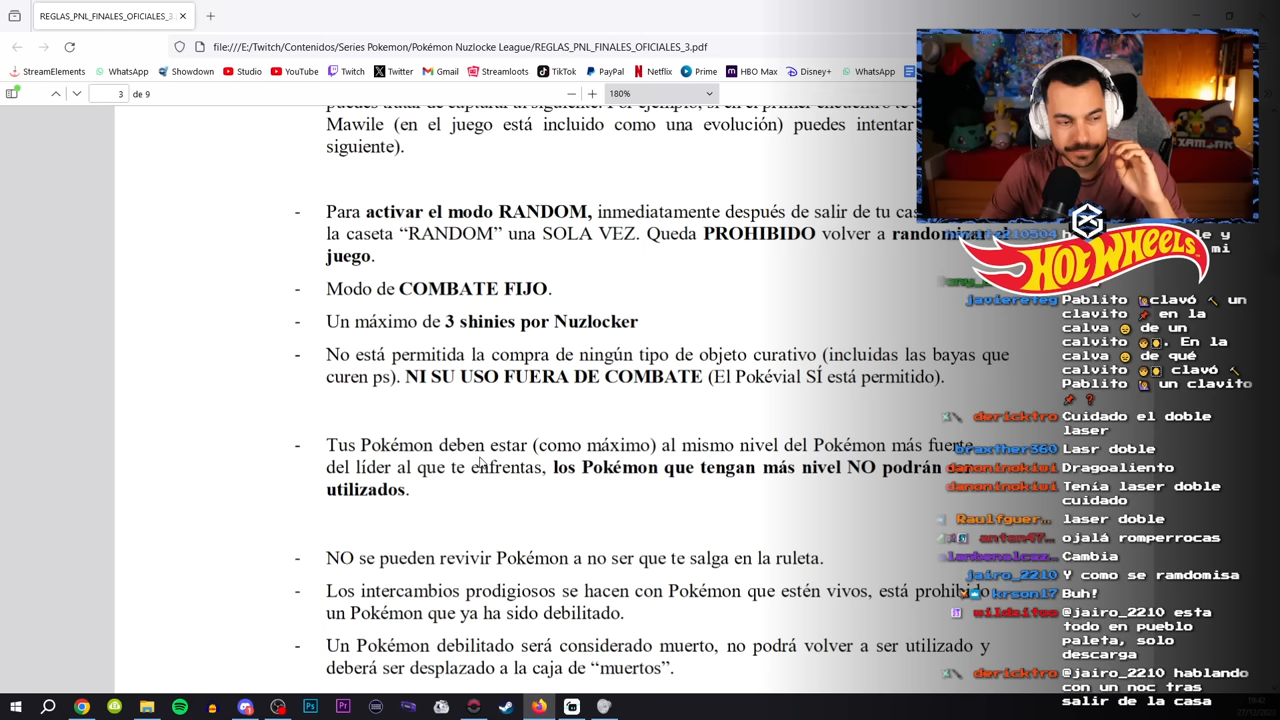 REGLAS_PNL_FINALES_OFICIALES_3
file:///E:/Twitch/Contenidos/Series Pokemon/Pokémon Nuzlocke League/REGLAS_PNL_FINALES_OFICIALES_3.pdf
StreamElements WhatsApp Showdown Studio YouTube Twitch Twitter Gmail Streamloots TikTok PayPal Netflix Prime HBO Max Disney+ WhatsApp
3 de 9
180%
Mawile (en el juego está incluido como una evolución) puedes intentar
siguiente).
- Para activar el modo RANDOM, inmediatamente después de salir de tu
la casa “RANDOM” una SOLA VEZ. Queda PROHIBIDO volver a
juego.
- Modo de COMBATE FIJO.
- Un máximo de 3 shinies por Nuzlocker
- No está permitida la compra de ningún tipo de objeto curativo (incluidas las bayas que
curen ps). NI SU USO FUERA DE COMBATE (El Pokévial SÍ está permitido).
- Tus Pokémon deben estar (como máximo) al mismo nivel del Pokémon más fuerte
del líder al que te enfrentas, los Pokémon que tengan más nivel NO podrán
utilizados.
- NO se pueden revivir Pokémon a no ser que te salga en la ruleta.
- Los intercambios prodigiosos se hacen con Pokémon que estén vivos, está prohibido
un Pokémon que ya ha sido debilitado.
- Un Pokémon debilitado será considerado muerto, no podrá volver a ser utilizado y
deberá ser desplazado a la caja de “muertos”.
XAMONK
HOT WHEELS
javiereteg Pablito clavó un
clavito en la
calva de un
calvito. En la
calva de qué
calvito clavó
Pablito un clavito
?
dericktro Cuidado el doble
laser
braxther360 Lasr doble
danoninokiwi Dragoaliento
danoninokiwi Tenía laser doble
cuidado
Raulfguer... laser doble
anton47... ojalá romperrocas
Cambia
jairo_2210 Y como se ramdomisa
krson17 Buh!
wildsitoo @jairo_2210 esta
todo en pueblo
paleta, solo
descarga
dericktro @jairo_2210 hablando
con un noc tras
salir de la casa